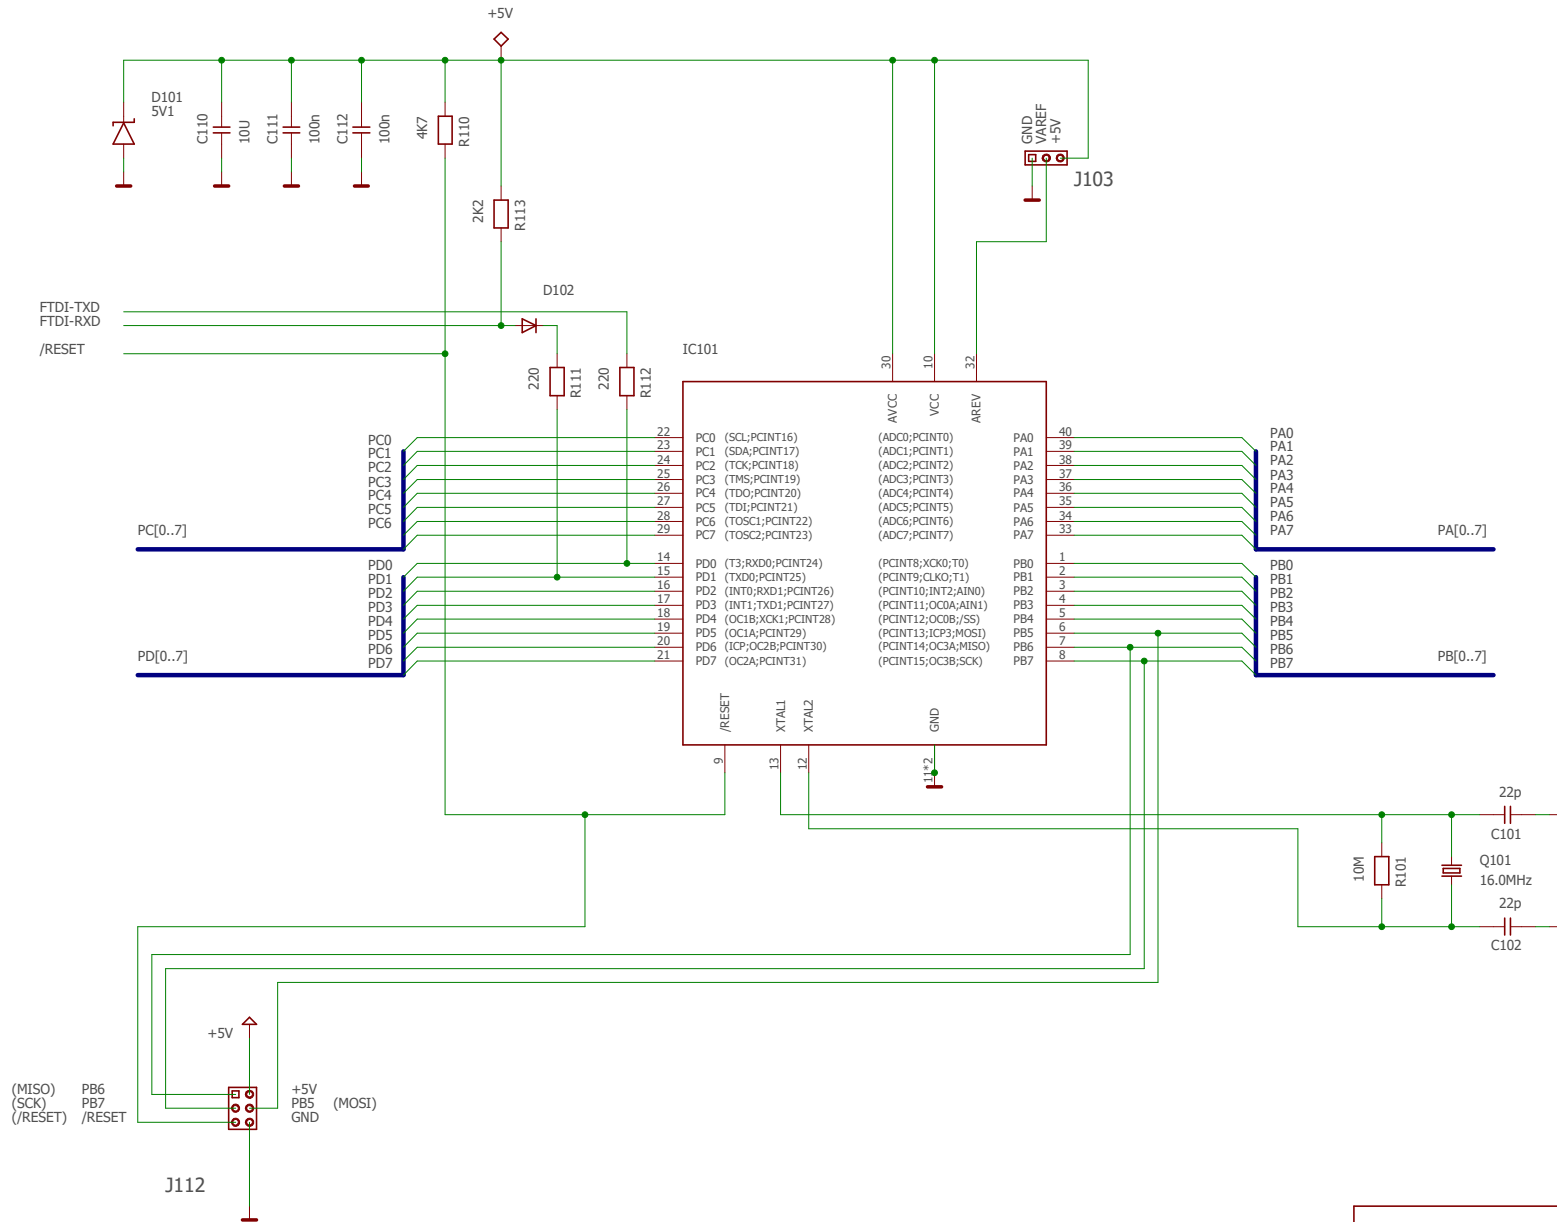 +5V
D101
5V1
C110
10U
C111
100n
C112
100n
4K7
R110
2K2
R113
GND
VAREF
+5V
J103
D102
FTDI-TXD
FTDI-RXD
/RESET
220
R111
220
R112
IC101
30
10
32
AVCC
VCC
AREV
PC0
PC1
PC2
PC3
PC4
PC5
PC6
PC[0..7]
22 PC0 (SCL;PCINT16)
23 PC1 (SDA;PCINT17)
24 PC2 (TCK;PCINT18)
25 PC3 (TMS;PCINT19)
26 PC4 (TDO;PCINT20)
27 PC5 (TDI;PCINT21)
28 PC6 (TOSC1;PCINT22)
29 PC7 (TOSC2;PCINT23)
(ADC0;PCINT0) PA0 40
(ADC1;PCINT1) PA1 39
(ADC2;PCINT2) PA2 38
(ADC3;PCINT3) PA3 37
(ADC4;PCINT4) PA4 36
(ADC5;PCINT5) PA5 35
(ADC6;PCINT6) PA6 34
(ADC7;PCINT7) PA7 33
PA0
PA1
PA2
PA3
PA4
PA5
PA6
PA7
PA[0..7]
PD0
PD1
PD2
PD3
PD4
PD5
PD6
PD7
PD[0..7]
14 PD0 (T3;RXD0;PCINT24)
15 PD1 (TXD0;PCINT25)
16 PD2 (INT0;RXD1;PCINT26)
17 PD3 (INT1;TXD1;PCINT27)
18 PD4 (OC1B;XCK1;PCINT28)
19 PD5 (OC1A;PCINT29)
20 PD6 (ICP;OC2B;PCINT30)
21 PD7 (OC2A;PCINT31)
(PCINT8;XCK0;T0) PB0 1
(PCINT9;CLKO;T1) PB1 2
(PCINT10;INT2;AIN0) PB2 3
(PCINT11;OC0A;AIN1) PB3 4
(PCINT12;OC0B;/SS) PB4 5
(PCINT13;ICP3;MOSI) PB5 6
(PCINT14;OC3A;MISO) PB6 7
(PCINT15;OC3B;SCK) PB7 8
PB0
PB1
PB2
PB3
PB4
PB5
PB6
PB7
PB[0..7]
/RESET
XTAL1
XTAL2
GND
9
13
12
11*2
22p
C101
10M
R101
Q101
16.0MHz
22p
C102
+5V
(MISO) PB6
(SCK) PB7
(/RESET) /RESET
+5V
PB5 (MOSI)
GND
J112